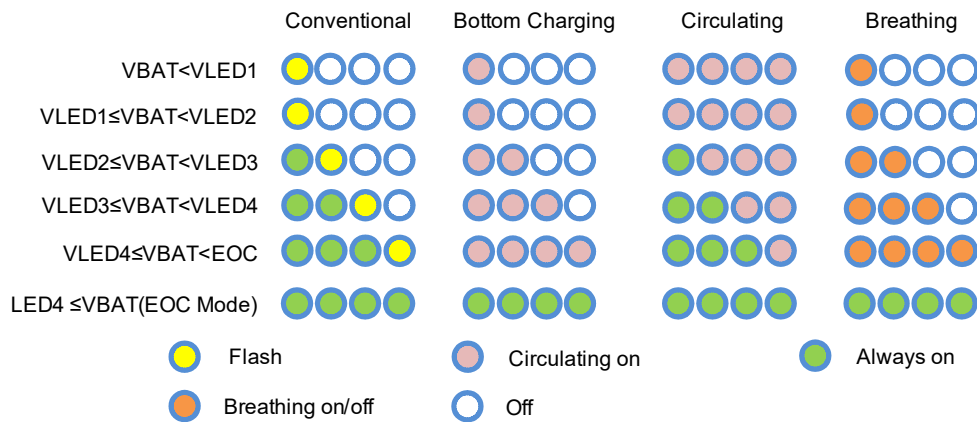 Conventional Bottom Charging Circulating Breathing
VBAT<VLED1
VLED1≤VBAT<VLED2
VLED2≤VBAT<VLED3
VLED3≤VBAT<VLED4
VLED4≤VBAT<EOC
LED4 ≤VBAT(EOC Mode)
Flash Circulating on Always on
Breathing on/off Off